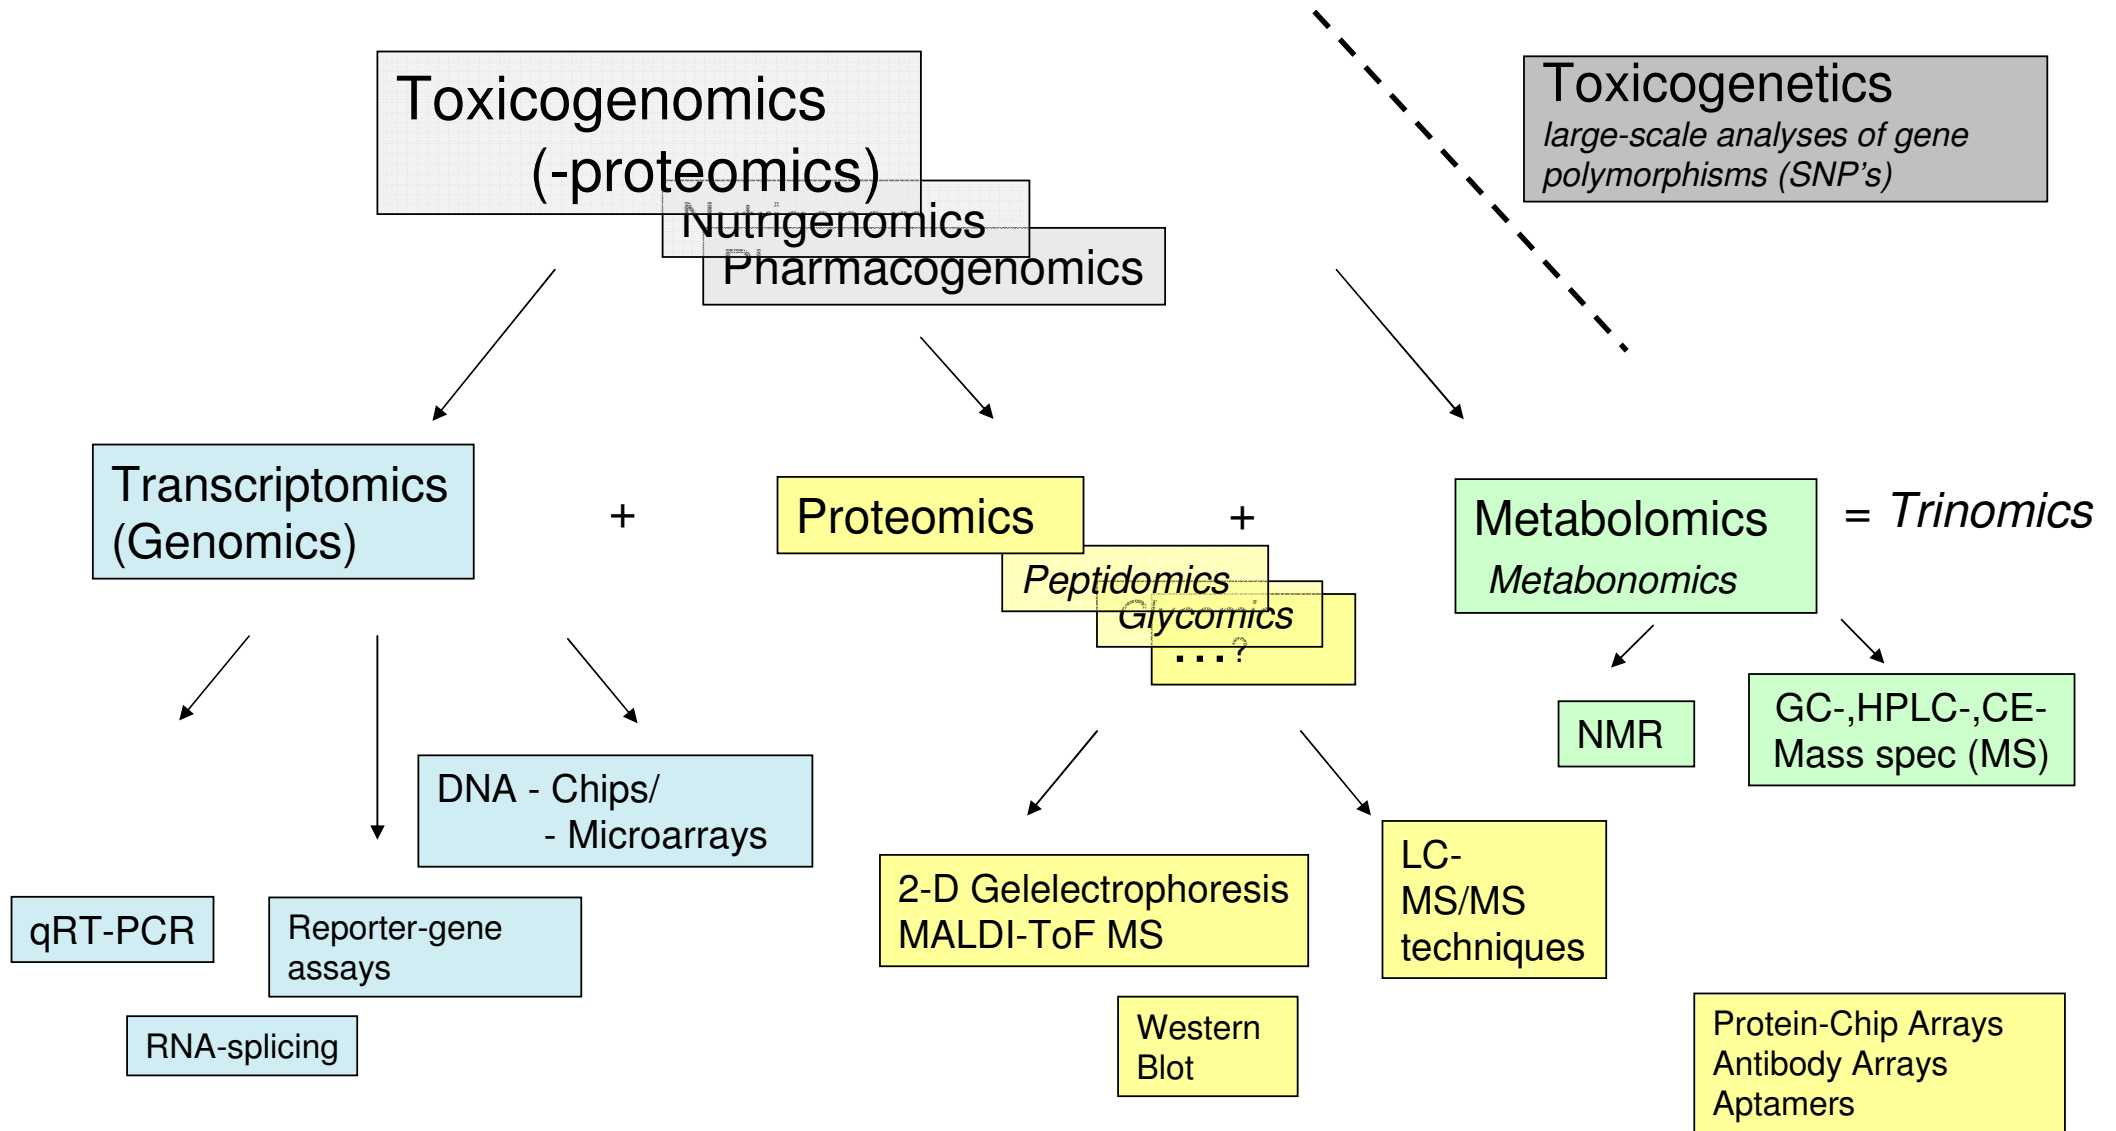 Toxicogenomics
(-proteomics)
Nutrigenomics
Pharmacogenomics
Toxicogenetics
large-scale analyses of gene
polymorphisms (SNP's)
Transcriptomics
(Genomics)
+
Proteomics
Peptidomics
Glycomics
...?
+
Metabolomics
Metabonomics
= Trinomics
NMR
GC-,HPLC-,CE-
Mass spec (MS)
DNA - Chips/
- Microarrays
qRT-PCR
Reporter-gene
assays
RNA-splicing
2-D Gelelectrophoresis
MALDI-ToF MS
LC-
MS/MS
techniques
Western
Blot
Protein-Chip Arrays
Antibody Arrays
Aptamers